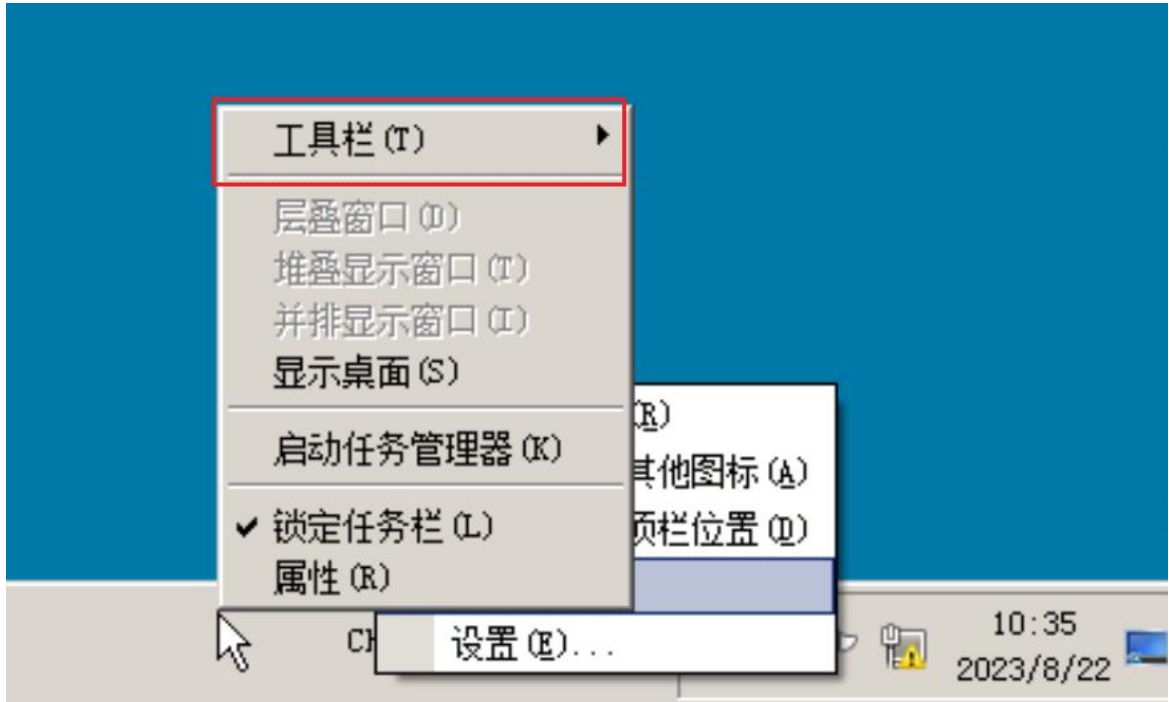 工具栏(T)
层叠窗口(D)
堆叠显示窗口(T)
并排显示窗口(I)
显示桌面(S)
启动任务管理器(K)
锁定任务栏(L)
属性(R)
(R)
其他图标(A)
项栏位置(D)
设置(E)...
CH
10:35
2023/8/22